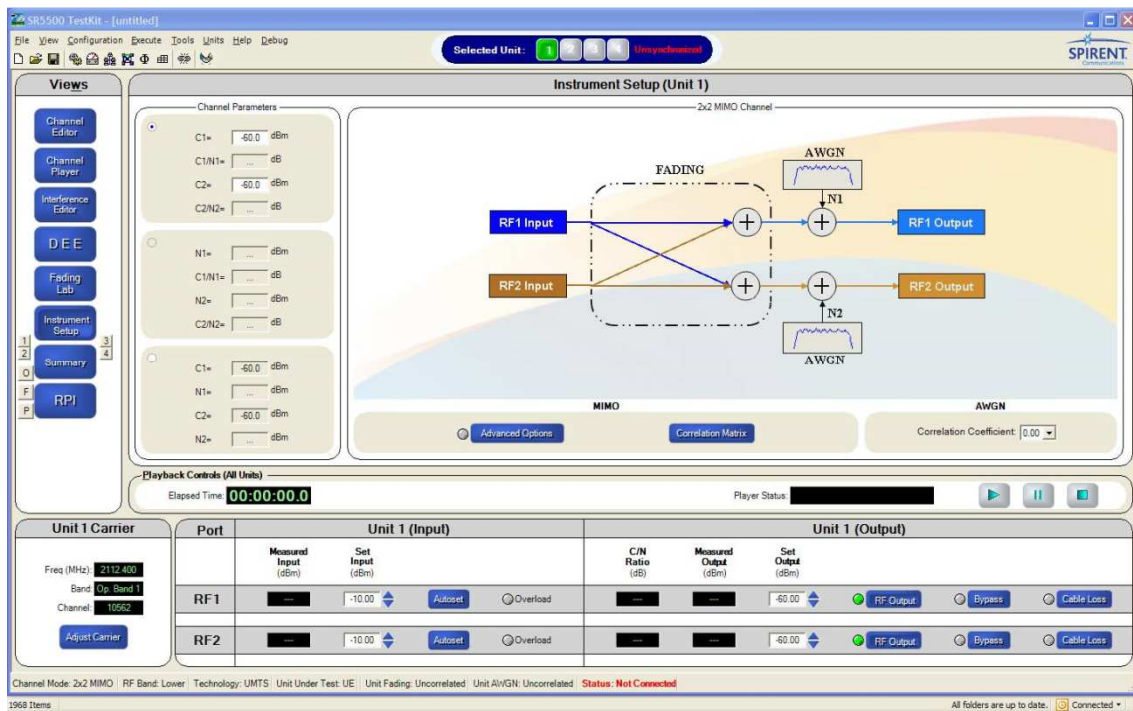 SR5500 TestKit - [untitled]
File View Configuration Execute Tools Units Help Debug
Selected Unit: 1 2 3 4 Unsynchronized
SPIRENT
Communications
Views
Channel Editor
Channel Player
Interference Editor
DEE
Fading Lab
Instrument Setup
1 3
2 4
Summary
O
F
RPI
P
Instrument Setup (Unit 1)
Channel Parameters
C1= -60.0 dBm
C1/N1= ... dB
C2= -60.0 dBm
C2/N2= ... dB
N1= ... dBm
C1/N1= ... dB
N2= ... dBm
C2/N2= ... dB
C1= -60.0 dBm
N1= ... dBm
C2= -60.0 dBm
N2= ... dBm
2x2 MIMO Channel
AWGN
FADING
N1
RF1 Input + + RF1 Output
RF2 Input + + RF2 Output
N2
AWGN
MIMO
Advanced Options Correlation Matrix
AWGN
Correlation Coefficient: 0.00
Playback Controls (All Units)
Elapsed Time: 00:00:00.0 Player Status:
Unit 1 Carrier
Freq (MHz): 2112.400
Band: Op. Band 1
Channel: 10562
Adjust Carrier
Port Unit 1 (Input) Unit 1 (Output)
Measured Input (dBm) Set Input (dBm) C/N Ratio (dB) Measured Output (dBm) Set Output (dBm)
RF1 --- -10.00 Autoset Overload --- --- -60.00 RF Output Bypass Cable Loss
RF2 --- -10.00 Autoset Overload --- --- -60.00 RF Output Bypass Cable Loss
Channel Mode: 2x2 MIMO RF Band: Lower Technology: UMTS Unit Under Test: UE Unit Fading: Uncorrelated Unit AWGN: Uncorrelated Status: Not Connected
1968 Items All folders are up to date. Connected